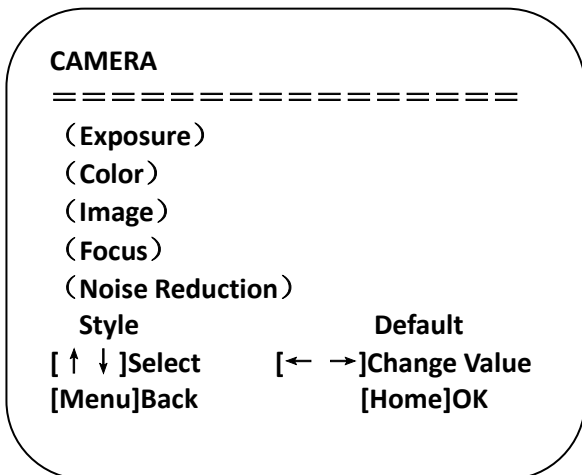 CAMERA
=================
（Exposure）
（Color）
（Image）
（Focus）
（Noise Reduction）
Style Default
[ ↑ ↓ ]Select [← →]Change Value
[Menu]Back [Home]OK